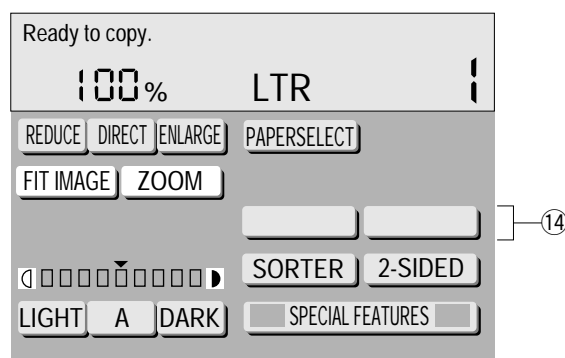 Ready to copy.
100% LTR 1
REDUCE DIRECT ENLARGE PAPERSELECT
FIT IMAGE ZOOM
14
SORTER 2-SIDED
LIGHT A DARK SPECIAL FEATURES